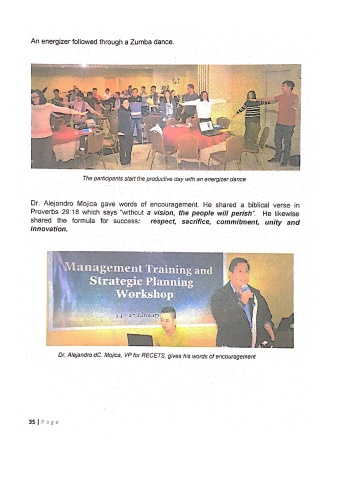 An energizer followed through a Zumba dance.
The participants start the productive day with an energizer dance
Dr. Alejandro Mojica gave words of encouragement. He shared a biblical verse in
Proverbs 29:18 which says "without a vision, the people will perish". He likewise
shared the formula for success: respect, sacrifice, commitment, unity and
innovation.
Management Training and
Strategic Planning
Workshop
January
Dr. Alejandro dC. Mojica, VP for RECETS, gives his words of encouragement
35 | P a g e